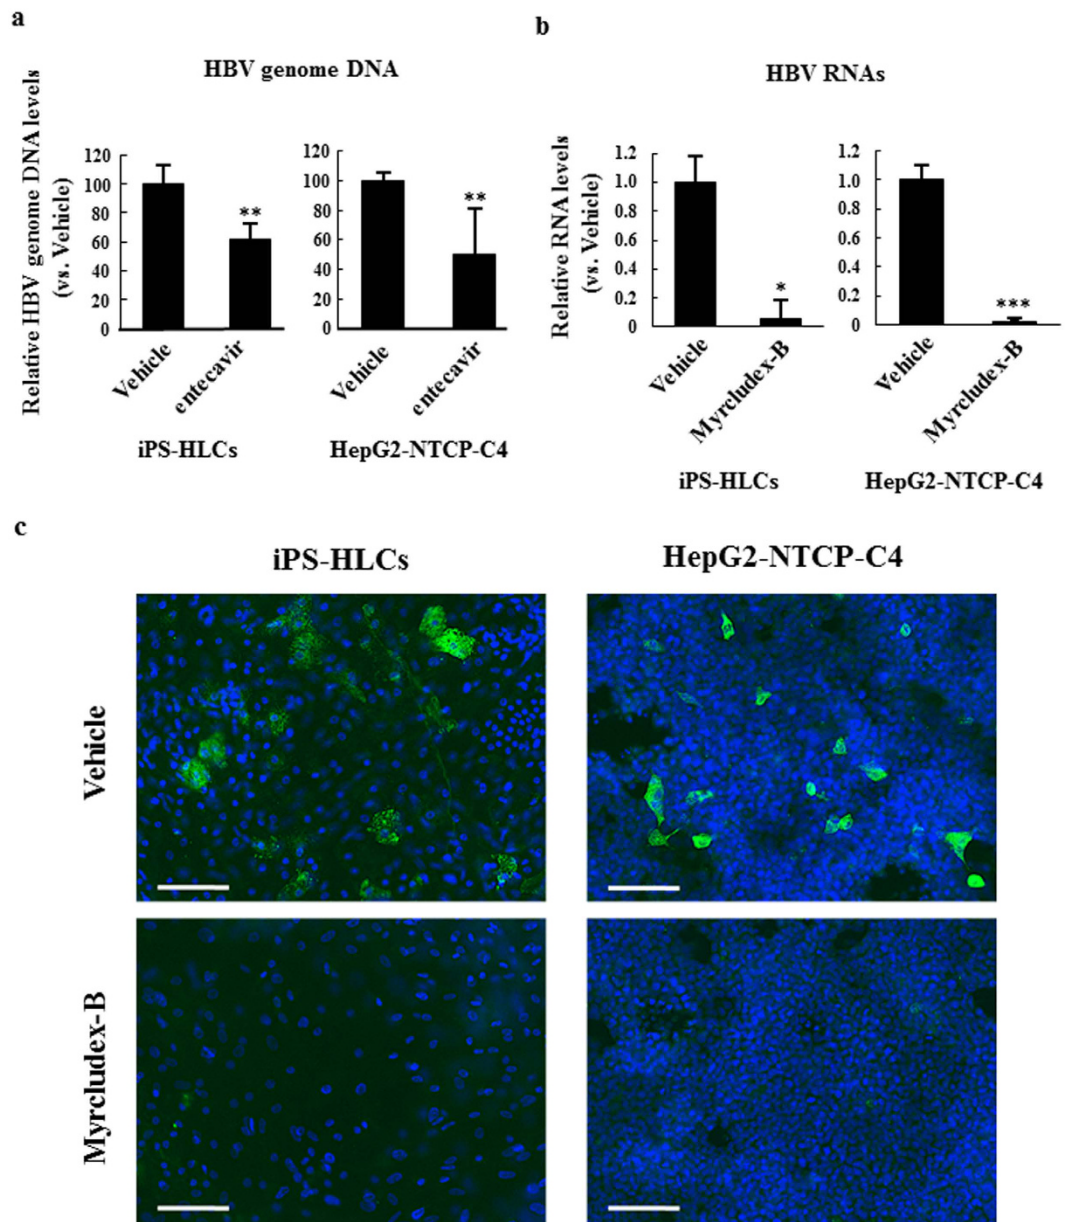 a
HBV genome DNA
Relative HBV genome DNA levels
(vs. Vehicle)
120
100
80
60
40
20
0
**
Vehicle
entecavir
iPS-HLCs
120
100
80
60
40
20
0
**
Vehicle
entecavir
HepG2-NTCP-C4
b
HBV RNAs
Relative RNA levels
(vs. Vehicle)
1.2
1.0
0.8
0.6
0.4
0.2
0
*
Vehicle
Myrcludex-B
iPS-HLCs
1.2
1.0
0.8
0.6
0.4
0.2
0
***
Vehicle
Myrcludex-B
HepG2-NTCP-C4
c
iPS-HLCs
HepG2-NTCP-C4
Vehicle
Myrcludex-B